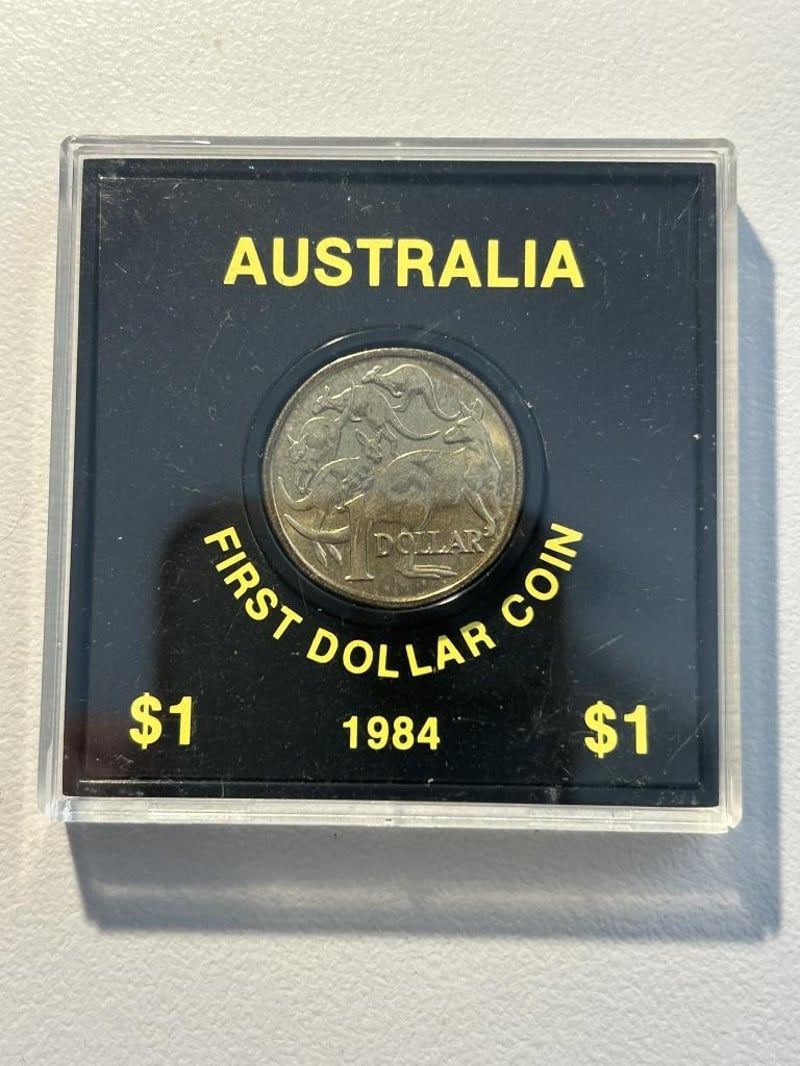 AUSTRALIA
1 DOLLAR
FIRST DOLLAR COIN
$1 1984 $1